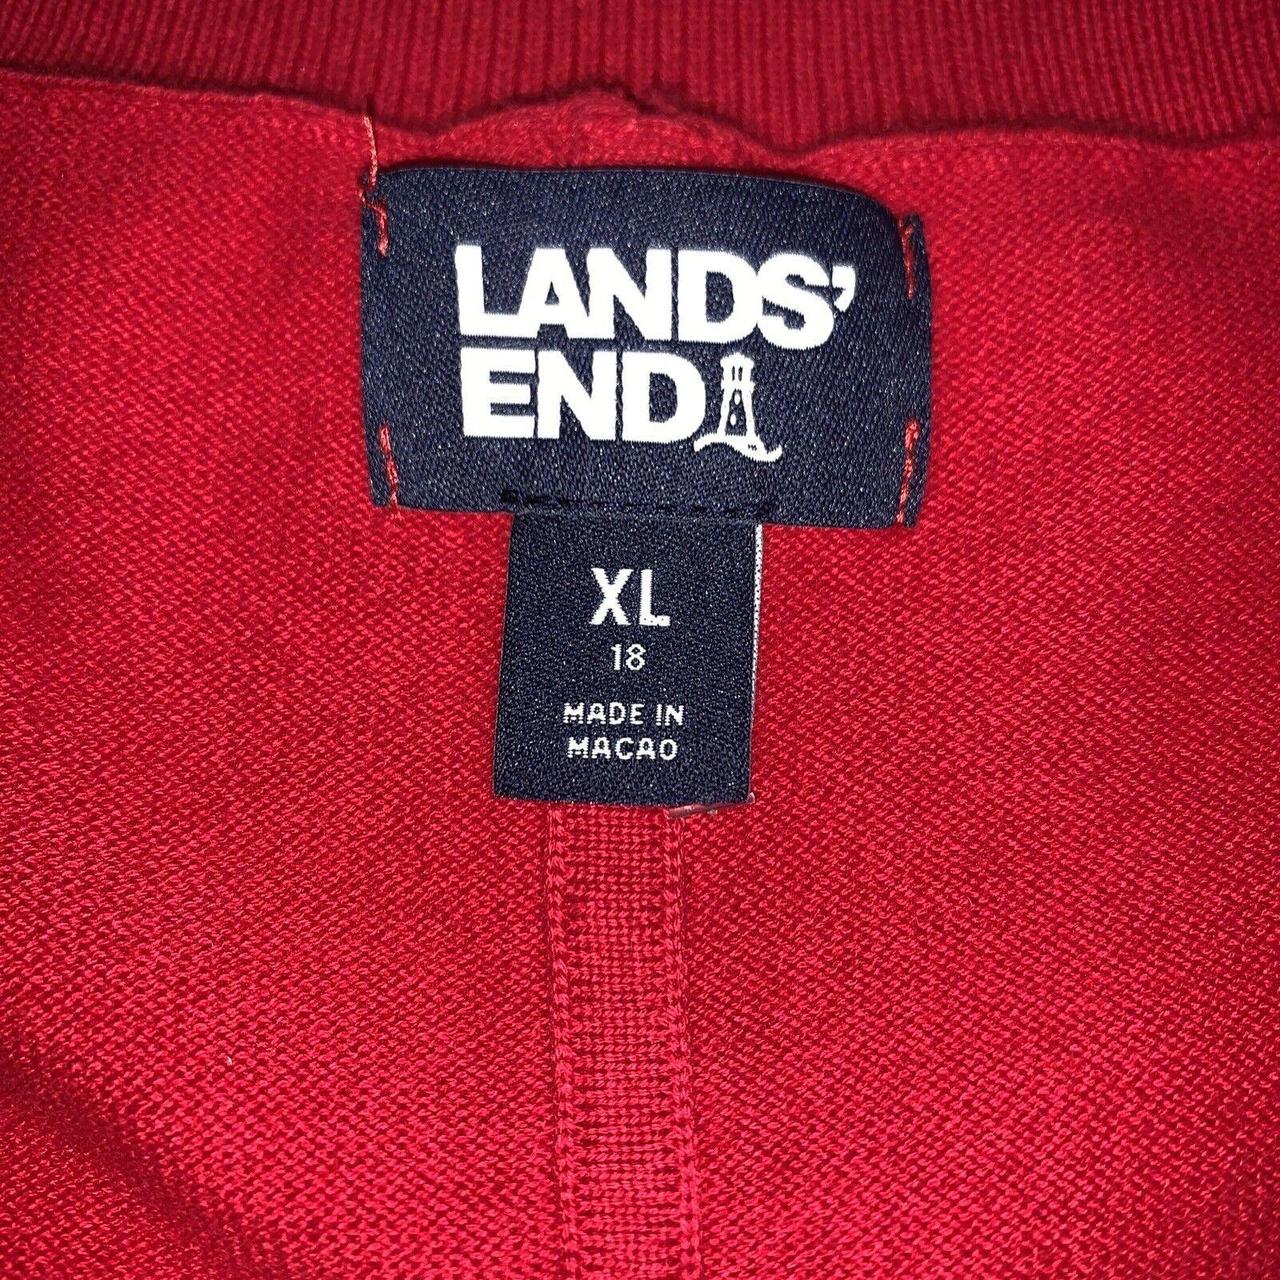 LANDS'
END
XL
18
MADE IN
MACAO